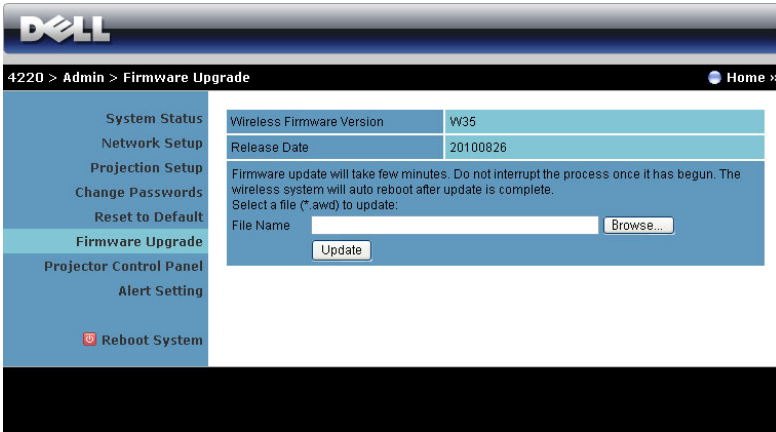 DELL
4220 > Admin > Firmware Upgrade
Home »
System Status
Network Setup
Projection Setup
Change Passwords
Reset to Default
Firmware Upgrade
Projector Control Panel
Alert Setting
Reboot System
Wireless Firmware Version W35
Release Date 20100826
Firmware update will take few minutes. Do not interrupt the process once it has begun. The
wireless system will auto reboot after update is complete.
Select a file (*.awd) to update:
File Name Browse...
Update